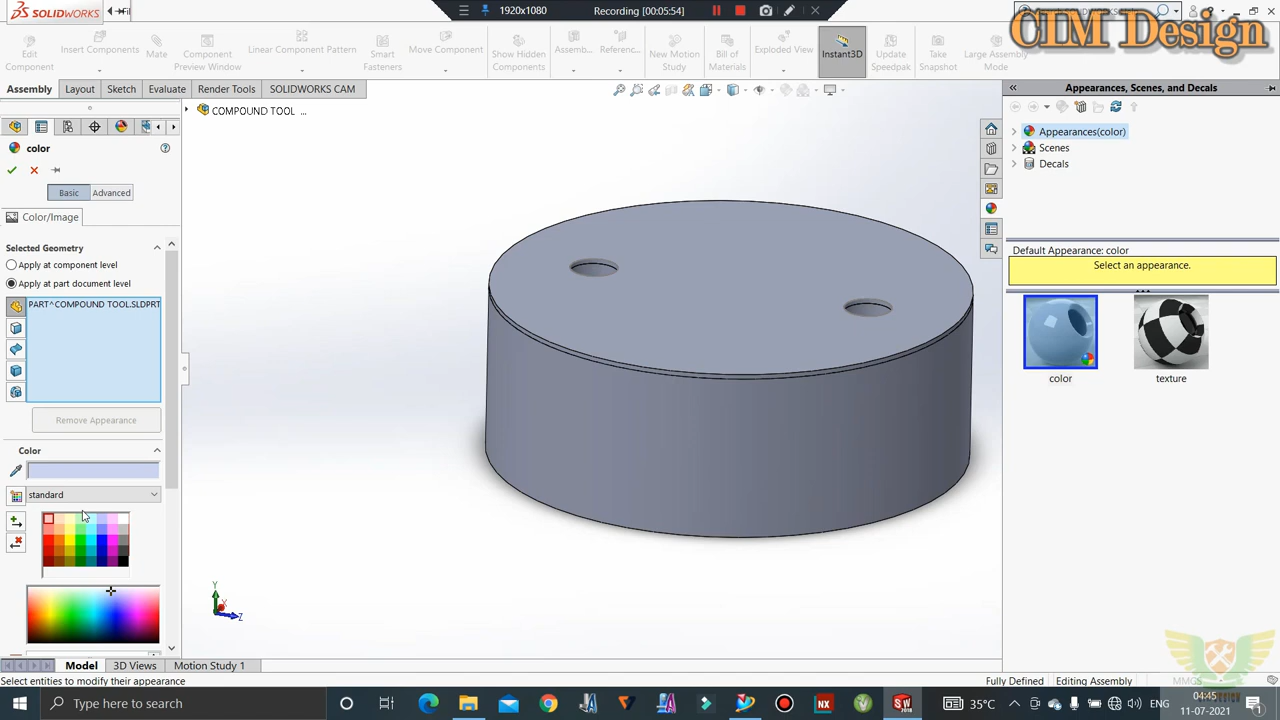 SOLIDWORKS
1920x1080
Recording [00:05:54]
CIM Design
Edit Component
Insert Components
Mate
Component Preview Window
Linear Component Pattern
Smart Fasteners
Move Component
Show Hidden Components
Assemb...
Referenc...
New Motion Study
Bill of Materials
Exploded View
Instant3D
Update Speedpak
Take Snapshot
Large Assembly Mode
Assembly
Layout
Sketch
Evaluate
Render Tools
SOLIDWORKS CAM
Appearances, Scenes, and Decals
COMPOUND TOOL ...
Appearances(color)
Scenes
Decals
color
Basic
Advanced
Color/Image
Selected Geometry
Apply at component level
Apply at part document level
PART^COMPOUND TOOL.SLDPRT
Remove Appearance
Color
standard
Default Appearance: color
Select an appearance.
color
texture
Y
X
Z
Model
3D Views
Motion Study 1
Select entities to modify their appearance
Fully Defined
Editing Assembly
MMGS
Type here to search
NX
SW
2018
35°C
ENG
04:45
11-07-2021